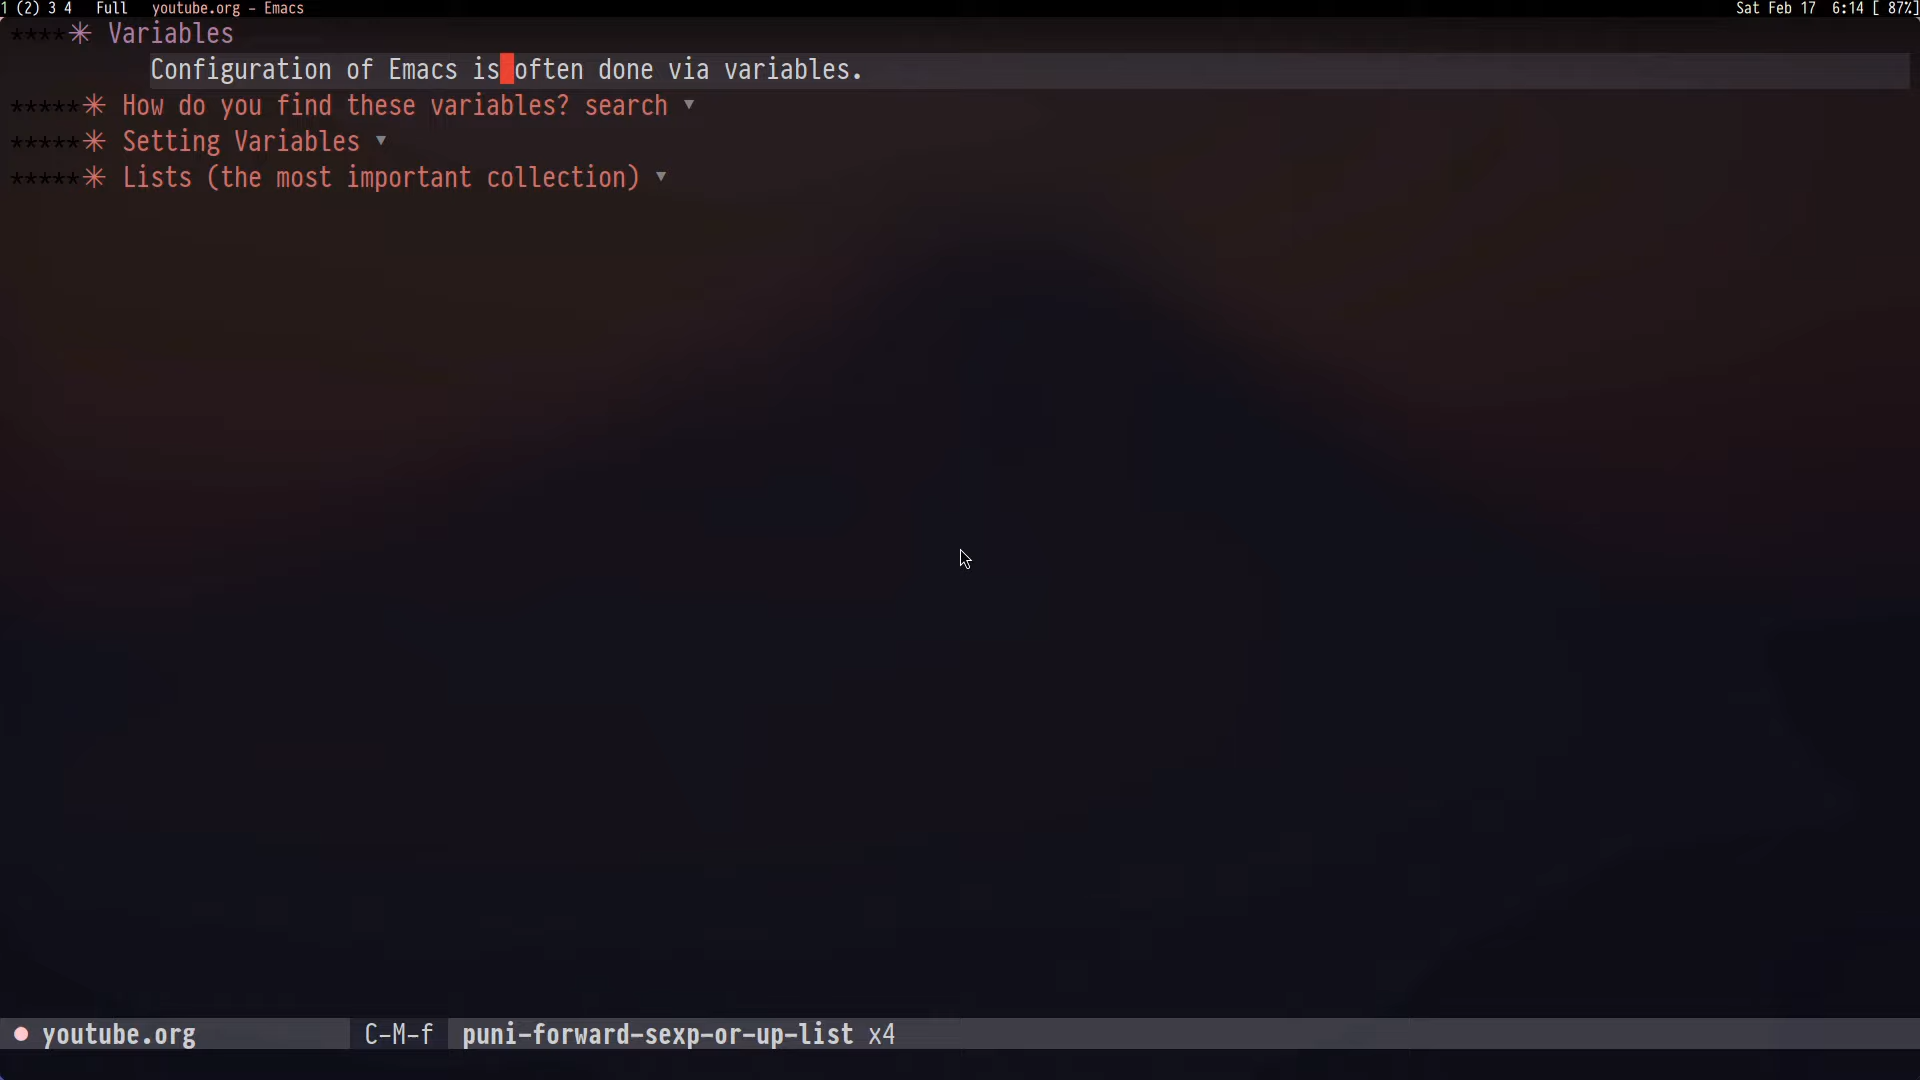 1 (2) 3 4 Full youtube.org – Emacs Sat Feb 17 6:14 [ 87%]
****✳ Variables
Configuration of Emacs is often done via variables.
*****✳ How do you find these variables? search ▾
*****✳ Setting Variables ▾
*****✳ Lists (the most important collection) ▾
● youtube.org C-M-f puni-forward-sexp-or-up-list x4